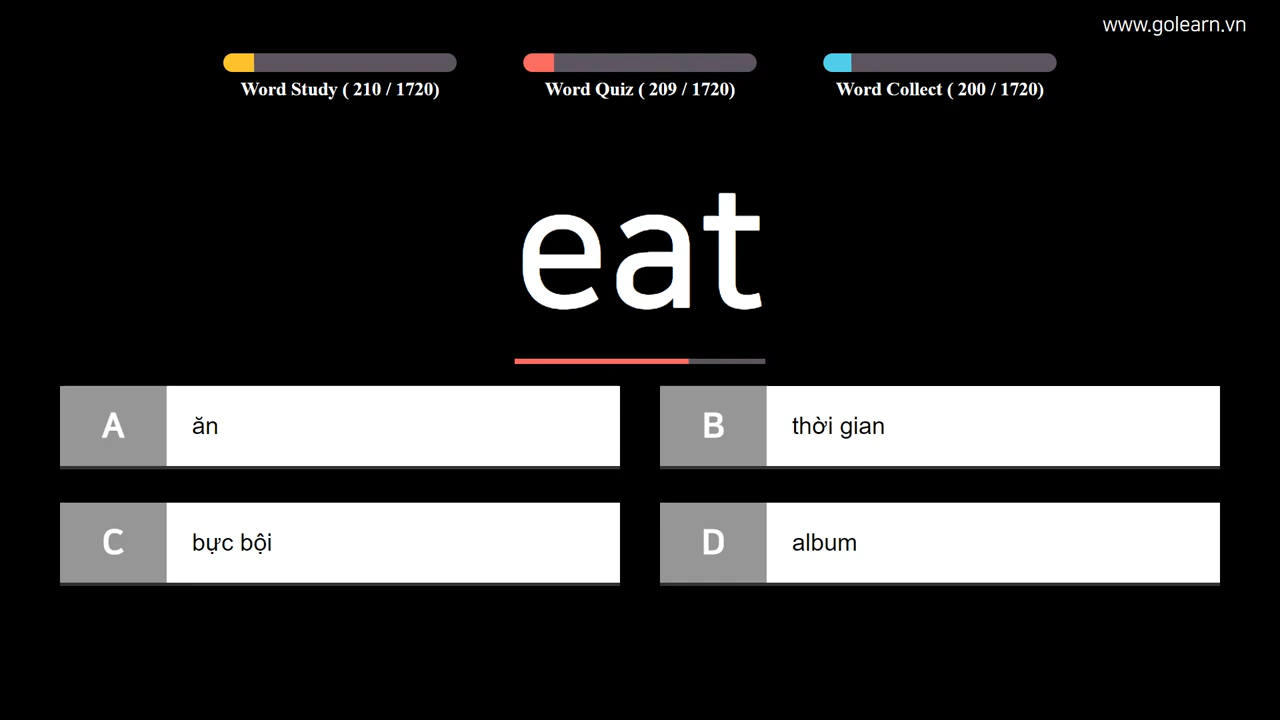 www.golearn.vn
Word Study ( 210 / 1720)
Word Quiz ( 209 / 1720)
Word Collect ( 200 / 1720)
eat
A ăn
B thời gian
C bực bội
D album